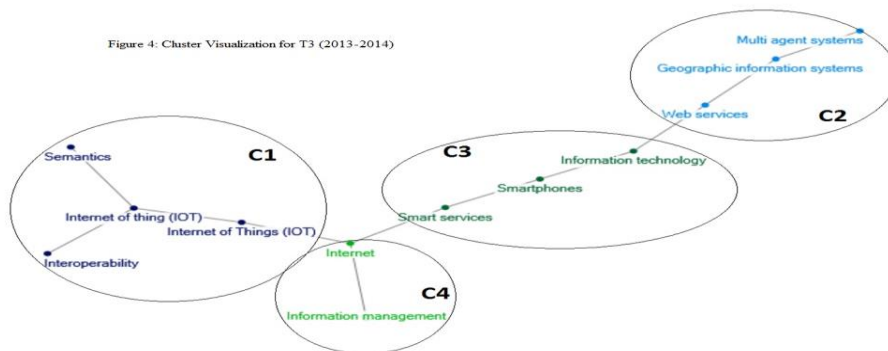 Figure 4: Cluster Visualization for T3 (2013-2014)
Multi agent systems
Geographic information systems
Web services
C2
C1
C3
Semantics
Information technology
Smartphones
Internet of thing (IOT)
Smart services
Internet of Things (IOT)
Internet
Interoperability
C4
Information management